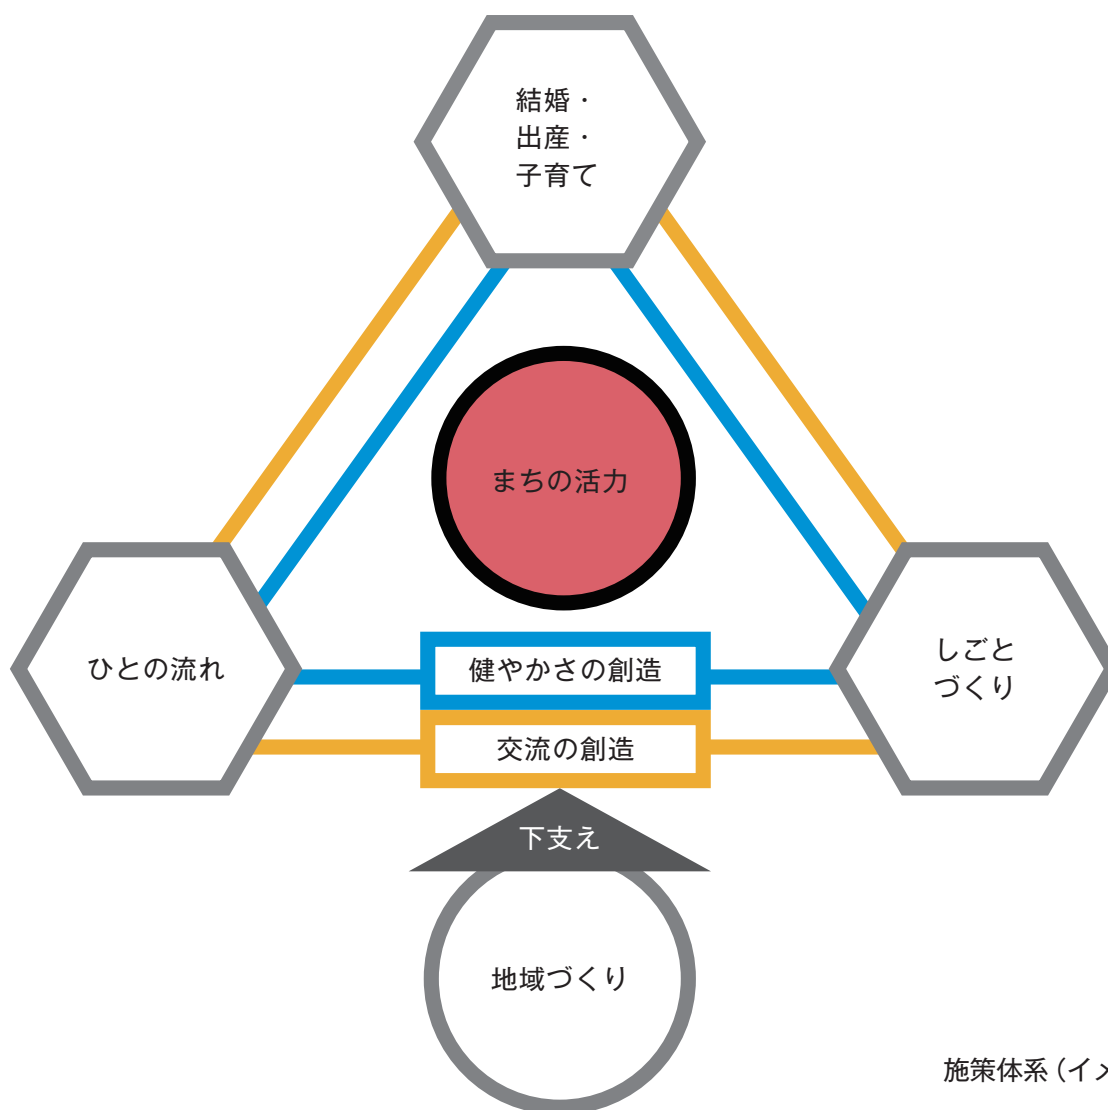 結婚・
出産・
子育て
まちの活力
ひとの流れ
健やかさの創造
しごと
づくり
交流の創造
下支え
地域づくり
施策体系（イメ